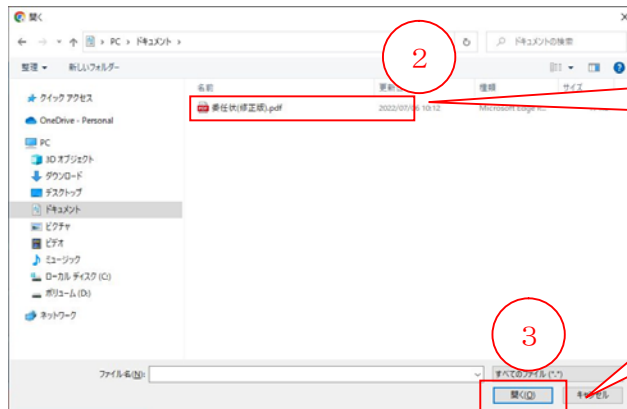 開く
PC › ドキュメント ›
ドキュメントの検索
整理 新しいフォルダー
名前 種類 サイズ
委任状(修正版).pdf 2022/07/06 10:12
クイック アクセス
OneDrive - Personal
PC
3D オブジェクト
ダウンロード
デスクトップ
ドキュメント
ピクチャ
ビデオ
ミュージック
ローカル ディスク (C:)
ボリューム (D:)
ネットワーク
2
3
ファイル名(N):
すべてのファイル (*.*)
開く(O) キャンセル